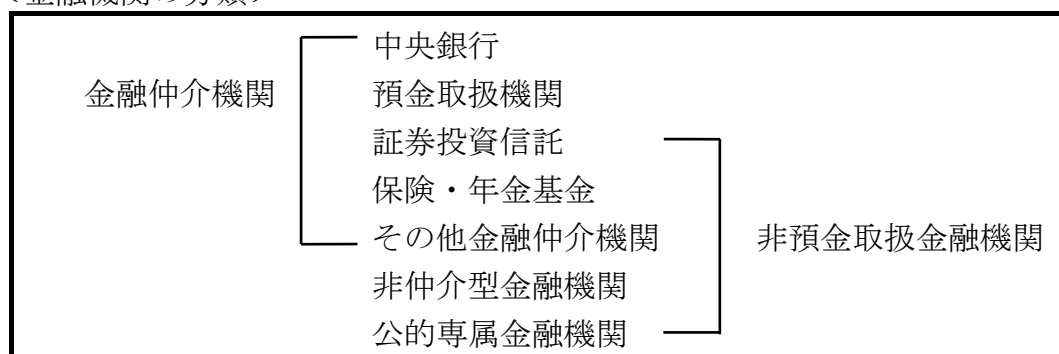 <金融機関の分類>
中央銀行
金融仲介機関 預金取扱機関
証券投資信託
保険・年金基金
その他金融仲介機関 非預金取扱金融機関
非仲介型金融機関
公的専属金融機関